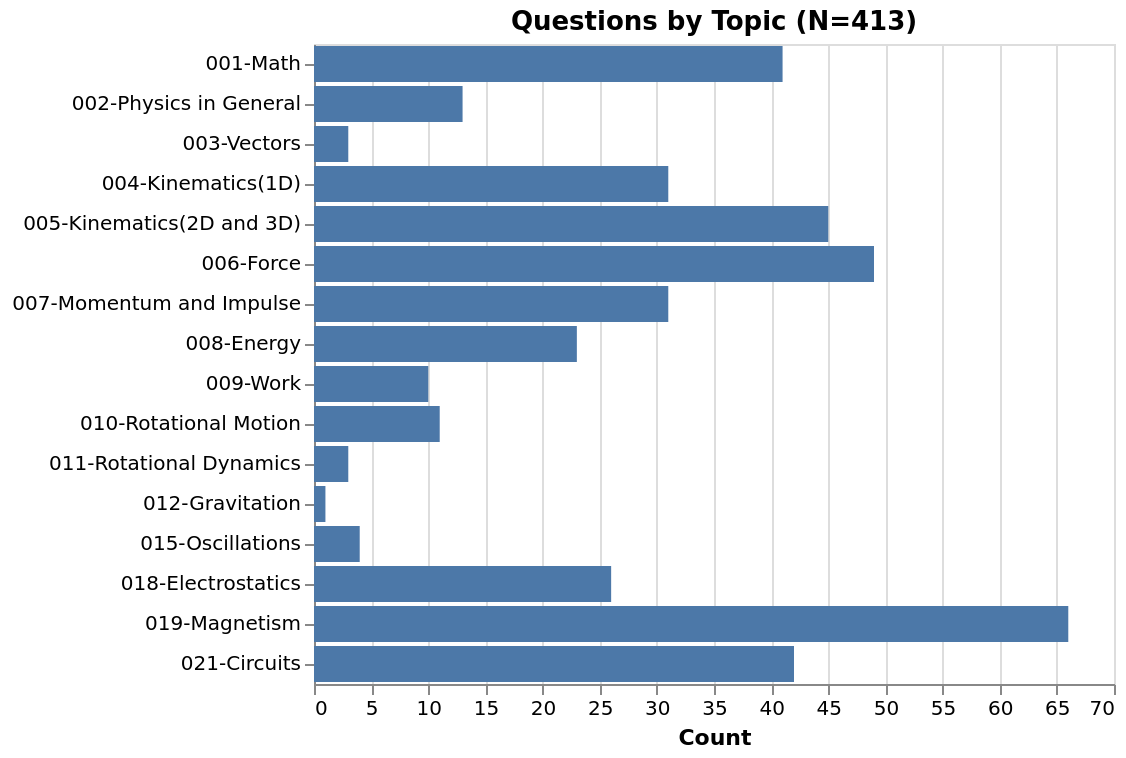 Questions by Topic (N=413)
001-Math
002-Physics in General
003-Vectors
004-Kinematics(1D)
005-Kinematics(2D and 3D)
006-Force
007-Momentum and Impulse
008-Energy
009-Work
010-Rotational Motion
011-Rotational Dynamics
012-Gravitation
015-Oscillations
018-Electrostatics
019-Magnetism
021-Circuits
0 5 10 15 20 25 30 35 40 45 50 55 60 65 70
Count